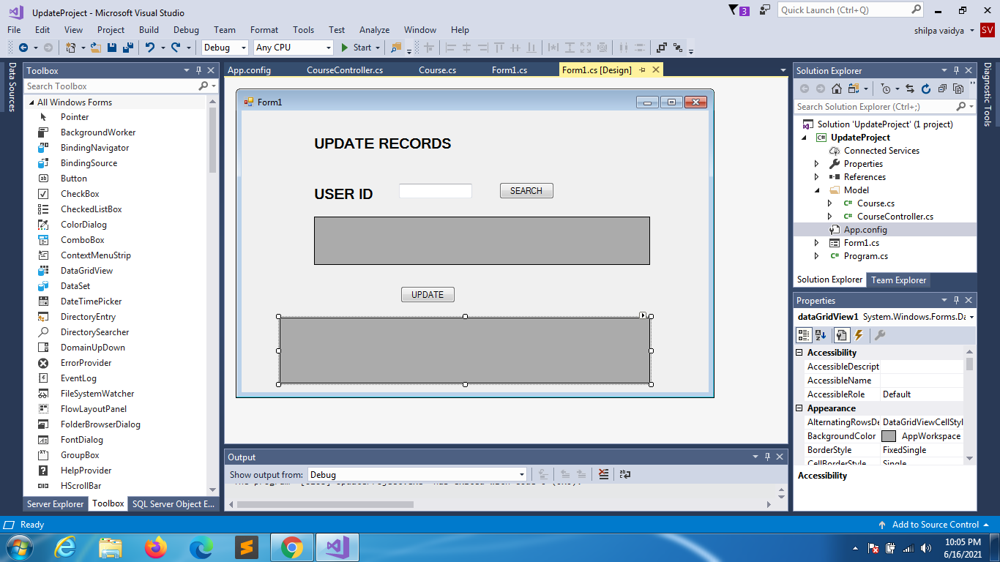 UpdateProject - Microsoft Visual Studio
3
Quick Launch (Ctrl+Q)
File Edit View Project Build Debug Team Format Tools Test Analyze Window Help
shilpa vaidya
SV
Debug
Any CPU
Start
Data Sources
Toolbox
Search Toolbox
All Windows Forms
Pointer
BackgroundWorker
BindingNavigator
BindingSource
Button
CheckBox
CheckedListBox
ColorDialog
ComboBox
ContextMenuStrip
DataGridView
DataSet
DateTimePicker
DirectoryEntry
DirectorySearcher
DomainUpDown
ErrorProvider
EventLog
FileSystemWatcher
FlowLayoutPanel
FolderBrowserDialog
FontDialog
GroupBox
HelpProvider
HScrollBar
Server Explorer Toolbox SQL Server Object E...
App.config CourseController.cs Course.cs Form1.cs Form1.cs [Design]
Form1
UPDATE RECORDS
USER ID
SEARCH
UPDATE
Output
Show output from: Debug
Solution Explorer
Search Solution Explorer (Ctrl+;)
Solution 'UpdateProject' (1 project)
UpdateProject
Connected Services
Properties
References
Model
Course.cs
CourseController.cs
App.config
Form1.cs
Program.cs
Solution Explorer Team Explorer
Properties
dataGridView1 System.Windows.Forms.Da
Accessibility
AccessibleDescript
AccessibleName
AccessibleRole Default
Appearance
AlternatingRowsDe DataGridViewCellStyl
BackgroundColor AppWorkspace
BorderStyle FixedSingle
CellBorderStyle Single
Accessibility
Diagnostic Tools
Ready
Add to Source Control
10:05 PM
6/16/2021